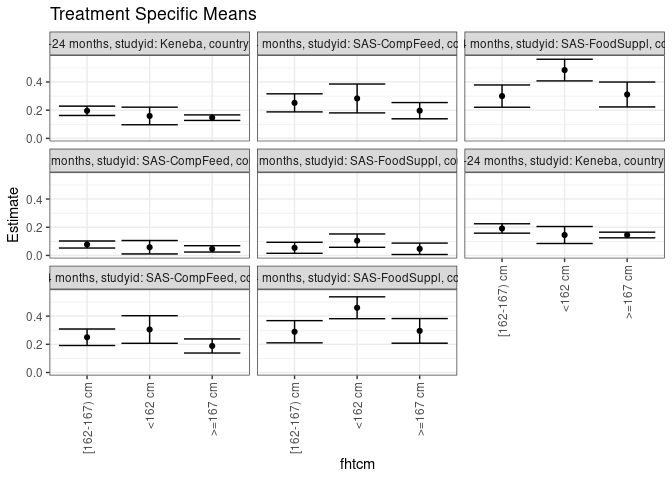 Treatment Specific Means
-24 months, studyid: Keneba, country
months, studyid: SAS-CompFeed, co
months, studyid: SAS-FoodSuppl, co
0.4
0.2
0.0
months, studyid: SAS-CompFeed, co
months, studyid: SAS-FoodSuppl, co
-24 months, studyid: Keneba, country
0.4
0.2
0.0
months, studyid: SAS-CompFeed, co
months, studyid: SAS-FoodSuppl, co
0.4
0.2
0.0
Estimate
[162-167) cm
<162 cm
>=167 cm
[162-167) cm
<162 cm
>=167 cm
[162-167) cm
<162 cm
>=167 cm
fhtcm